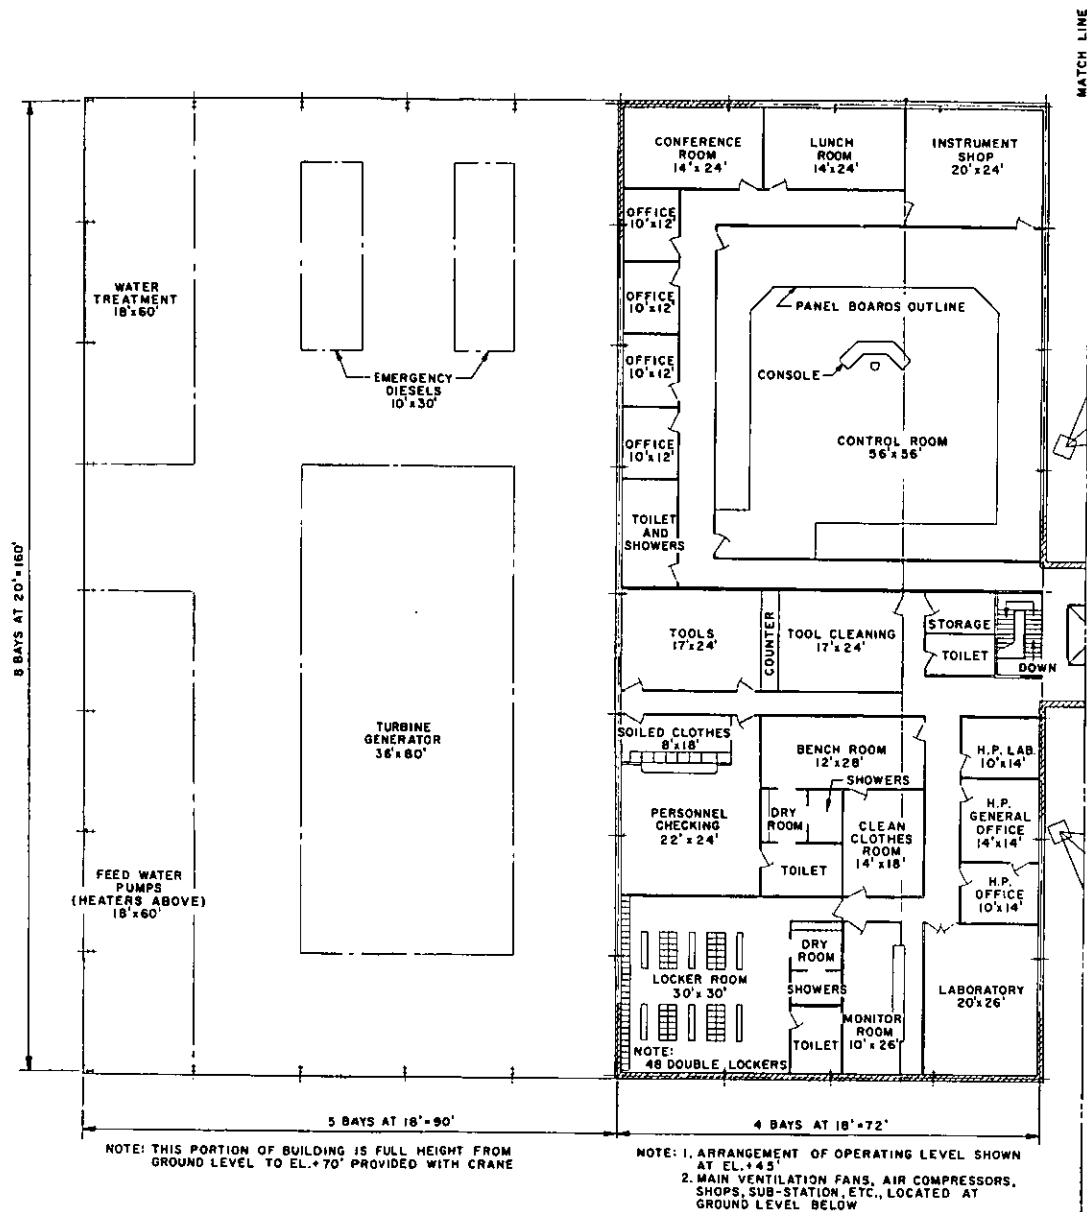 MATCH LINE
CONFERENCE
ROOM
14'x24'
LUNCH
ROOM
14'x24'
INSTRUMENT
SHOP
20'x24'
OFFICE
10'x12'
WATER
TREATMENT
18'x60'
OFFICE
10'x12'
PANEL BOARDS OUTLINE
EMERGENCY
DIESELS
10'x30'
OFFICE
10'x12'
CONSOLE
CONTROL ROOM
56'x56'
OFFICE
10'x12'
TOILET
AND
SHOWERS
8 BAYS AT 20'=160'
TOOLS
17'x24'
COUNTER
TOOL CLEANING
17'x24'
STORAGE
TOILET
DOWN
TURBINE
GENERATOR
36'x80'
SOILED CLOTHES
8'x18'
BENCH ROOM
12'x28'
SHOWERS
H.P. LAB.
10'x14'
PERSONNEL
CHECKING
22'x24'
DRY
ROOM
CLEAN
CLOTHES
ROOM
14'x18'
H.P.
GENERAL
OFFICE
14'x14'
TOILET
FEED WATER
PUMPS
(HEATERS ABOVE)
18'x60'
H.P.
OFFICE
10'x14'
LOCKER ROOM
30'x30'
DRY
ROOM
SHOWERS
TOILET
MONITOR
ROOM
10'x26'
LABORATORY
20'x26'
NOTE:
48 DOUBLE LOCKERS
5 BAYS AT 18'=90'
4 BAYS AT 18'=72'
NOTE: THIS PORTION OF BUILDING IS FULL HEIGHT FROM
GROUND LEVEL TO EL.+70' PROVIDED WITH CRANE
NOTE: 1. ARRANGEMENT OF OPERATING LEVEL SHOWN
AT EL.+45'
2. MAIN VENTILATION FANS, AIR COMPRESSORS,
SHOPS, SUB-STATION, ETC., LOCATED AT
GROUND LEVEL BELOW